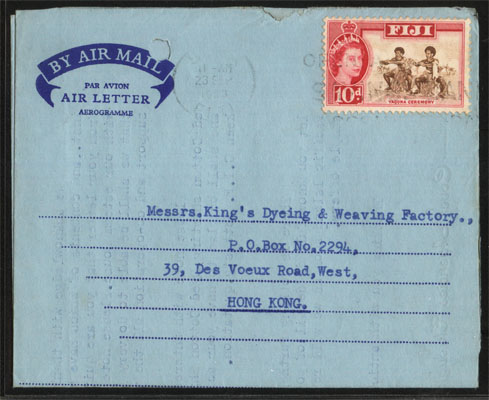 BY AIR MAIL
PAR AVION
AIR LETTER
AEROGRAMME
FIJI
10d
YAQONA CEREMONY
Messrs.King's Dyeing & Weaving Factory.,
P.O.Box No.2294,
39, Des Voeux Road,West,
HONG KONG.